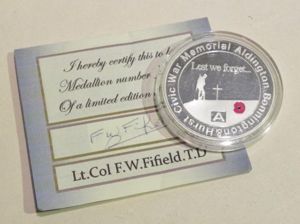 I hereby certify this to b
Medallion number
Of a limited edition
Lt.Col F.W.Fifield.T.D
Civic War Memorial Aldington, Bonnington & Hurst
Lest we forget...
A